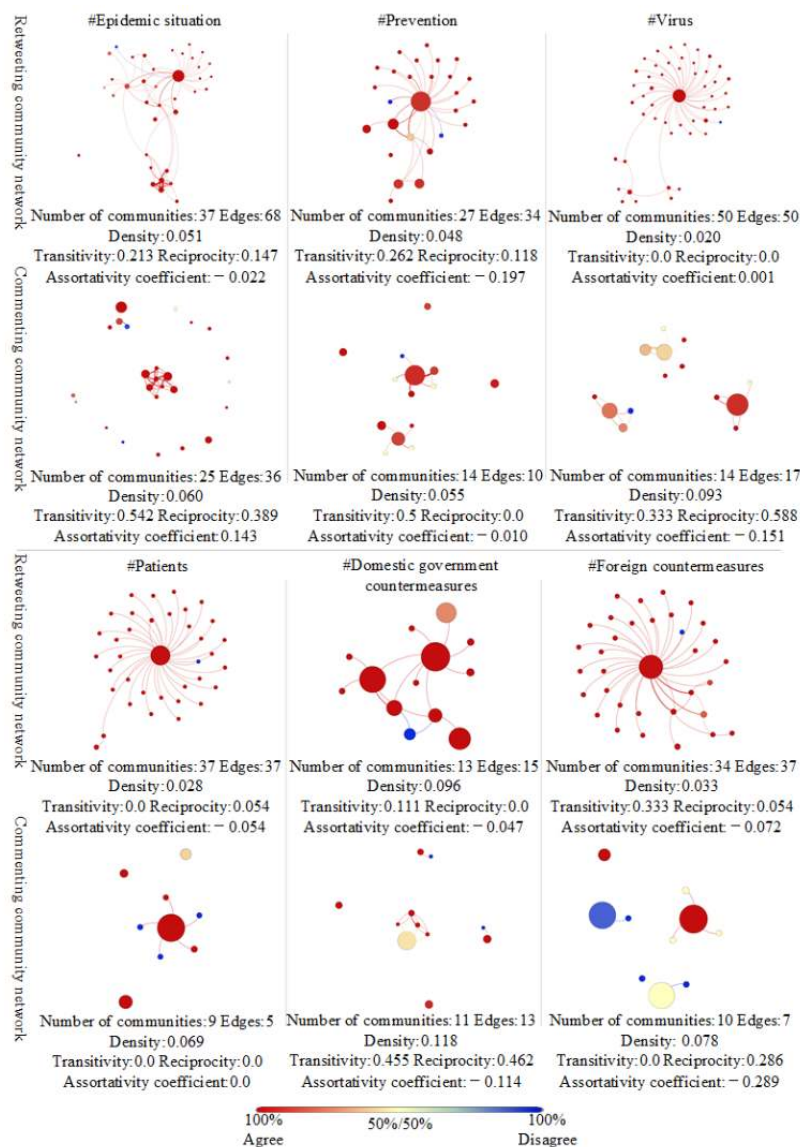 #Epidemic situation
#Prevention
#Virus
Retweeting community network
Number of communities:37 Edges:68
Density:0.051
Transitivity:0.213 Reciprocity:0.147
Assortativity coefficient:－0.022
Number of communities:27 Edges:34
Density:0.048
Transitivity:0.262 Reciprocity:0.118
Assortativity coefficient:－0.197
Number of communities:50 Edges:50
Density:0.020
Transitivity:0.0 Reciprocity:0.0
Assortativity coefficient:0.001
Commenting community network
Number of communities:25 Edges:36
Density:0.060
Transitivity:0.542 Reciprocity:0.389
Assortativity coefficient:0.143
Number of communities:14 Edges:10
Density:0.055
Transitivity:0.5 Reciprocity:0.0
Assortativity coefficient:－0.010
Number of communities:14 Edges:17
Density:0.093
Transitivity:0.333 Reciprocity:0.588
Assortativity coefficient:－0.151
#Patients
#Domestic government
countermeasures
#Foreign countermeasures
Retweeting community network
Number of communities:37 Edges:37
Density:0.028
Transitivity:0.0 Reciprocity:0.054
Assortativity coefficient:－0.054
Number of communities:13 Edges:15
Density:0.096
Transitivity:0.111 Reciprocity:0.0
Assortativity coefficient:－0.047
Number of communities:34 Edges:37
Density:0.033
Transitivity:0.333 Reciprocity:0.054
Assortativity coefficient:－0.072
Commenting community network
Number of communities:9 Edges:5
Density:0.069
Transitivity:0.0 Reciprocity:0.0
Assortativity coefficient:0.0
Number of communities:11 Edges:13
Density:0.118
Transitivity:0.455 Reciprocity:0.462
Assortativity coefficient:－0.114
Number of communities:10 Edges:7
Density: 0.078
Transitivity:0.0 Reciprocity:0.286
Assortativity coefficient:－0.289
100%
Agree
50%/50%
100%
Disagree